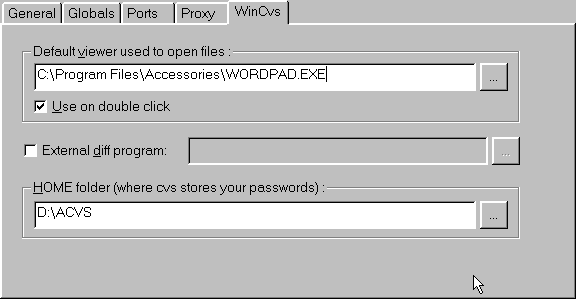 General Globals Ports Proxy WinCvs
Default viewer used to open files :
C:\Program Files\Accessories\WORDPAD.EXE
...
Use on double click
External diff program:
...
HOME folder (where cvs stores your passwords) :
D:\ACVS
...